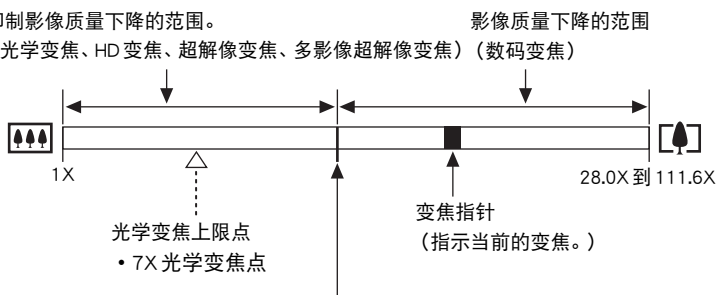 制影像质量下降的范围。
影像质量下降的范围
光学变焦、HD 变焦、超解像变焦、多影像超解像变焦）
（数码变焦）
1X
28.0X 到 111.6X
光学变焦上限点
• 7X 光学变焦点
变焦指针
（指示当前的变焦。）